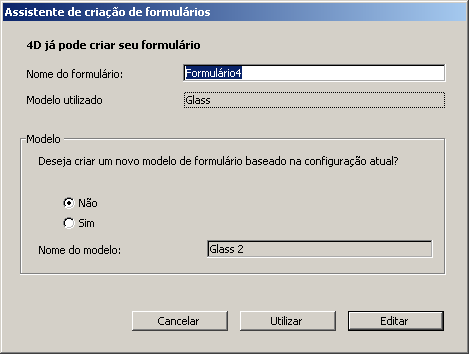 Assistente de criação de formulários
4D já pode criar seu formulário
Nome do formulário: Formulário4
Modelo utilizado Glass
Modelo
Deseja criar um novo modelo de formulário baseado na configuração atual?
Não
Sim
Nome do modelo: Glass 2
Cancelar Utilizar Editar